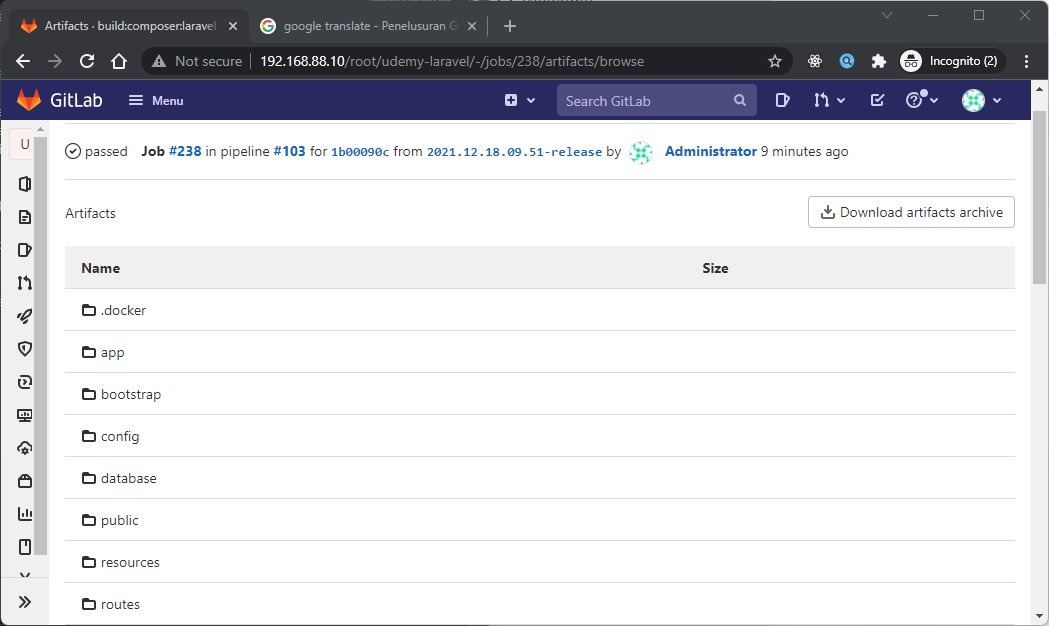 Artifacts · build:composer:laravel
google translate - Penelusuran G
Not secure
192.168.88.10/root/udemy-laravel/-/jobs/238/artifacts/browse
Incognito (2)
GitLab
Menu
Search GitLab
U
passed Job #238 in pipeline #103 for 1b00090c from 2021.12.18.09.51-release by Administrator 9 minutes ago
Artifacts
Download artifacts archive
Name Size
.docker
app
bootstrap
config
database
public
resources
routes